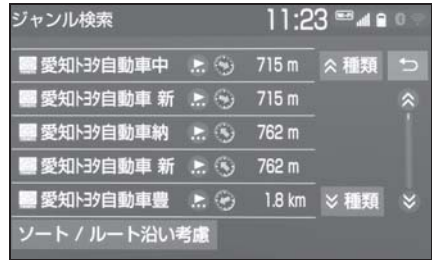 ジャンル検索 11:23
愛知トヨタ自動車中 715 m 種類
愛知トヨタ自動車 新 715 m
愛知トヨタ自動車納 762 m
愛知トヨタ自動車 新 762 m
愛知トヨタ自動車豊 1.8 km 種類
ソート / ルート沿い考慮